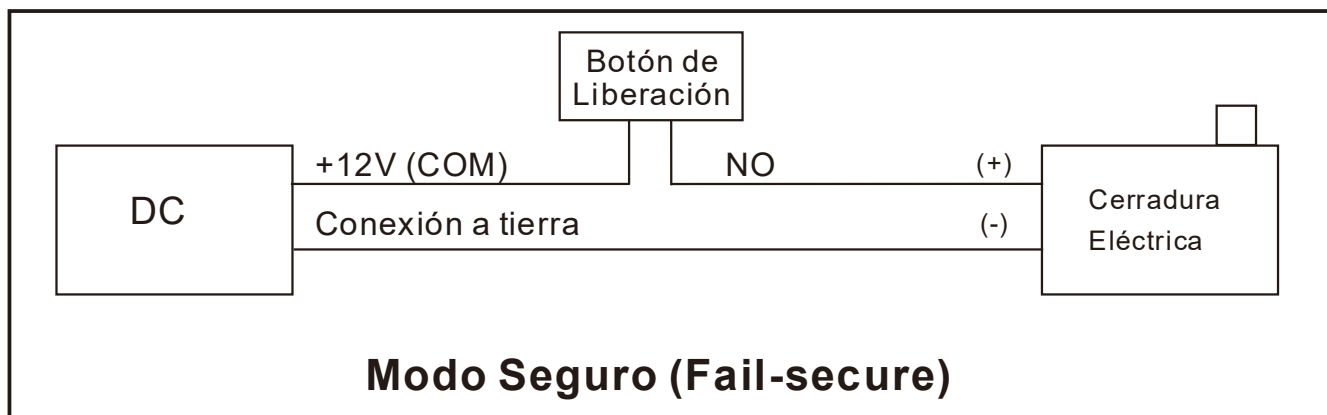 Botón de
Liberación
+12V (COM)
NO
(+)
DC
Conexión a tierra
(-)
Cerradura
Eléctrica
Modo Seguro (Fail-secure)